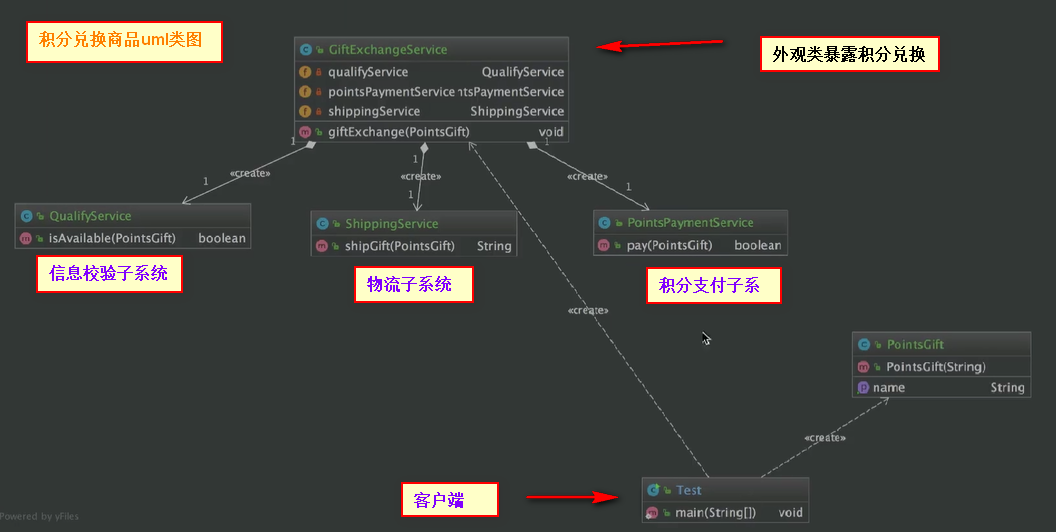 积分兑换商品uml类图
GiftExchangeService
外观类暴露积分兑换
qualifyService QualifyService
pointsPaymentService ntsPaymentService
shippingService ShippingService
giftExchange(PointsGift) void
1 1 1
«create» «create» «create»
1 1 1
QualifyService
isAvailable(PointsGift) boolean
ShippingService
shipGift(PointsGift) String
PointsPaymentService
pay(PointsGift) boolean
信息校验子系统
物流子系统
积分支付子系
«create»
PointsGift
PointsGift(String)
name String
«create»
客户端
Test
main(String[]) void
Powered by yFiles